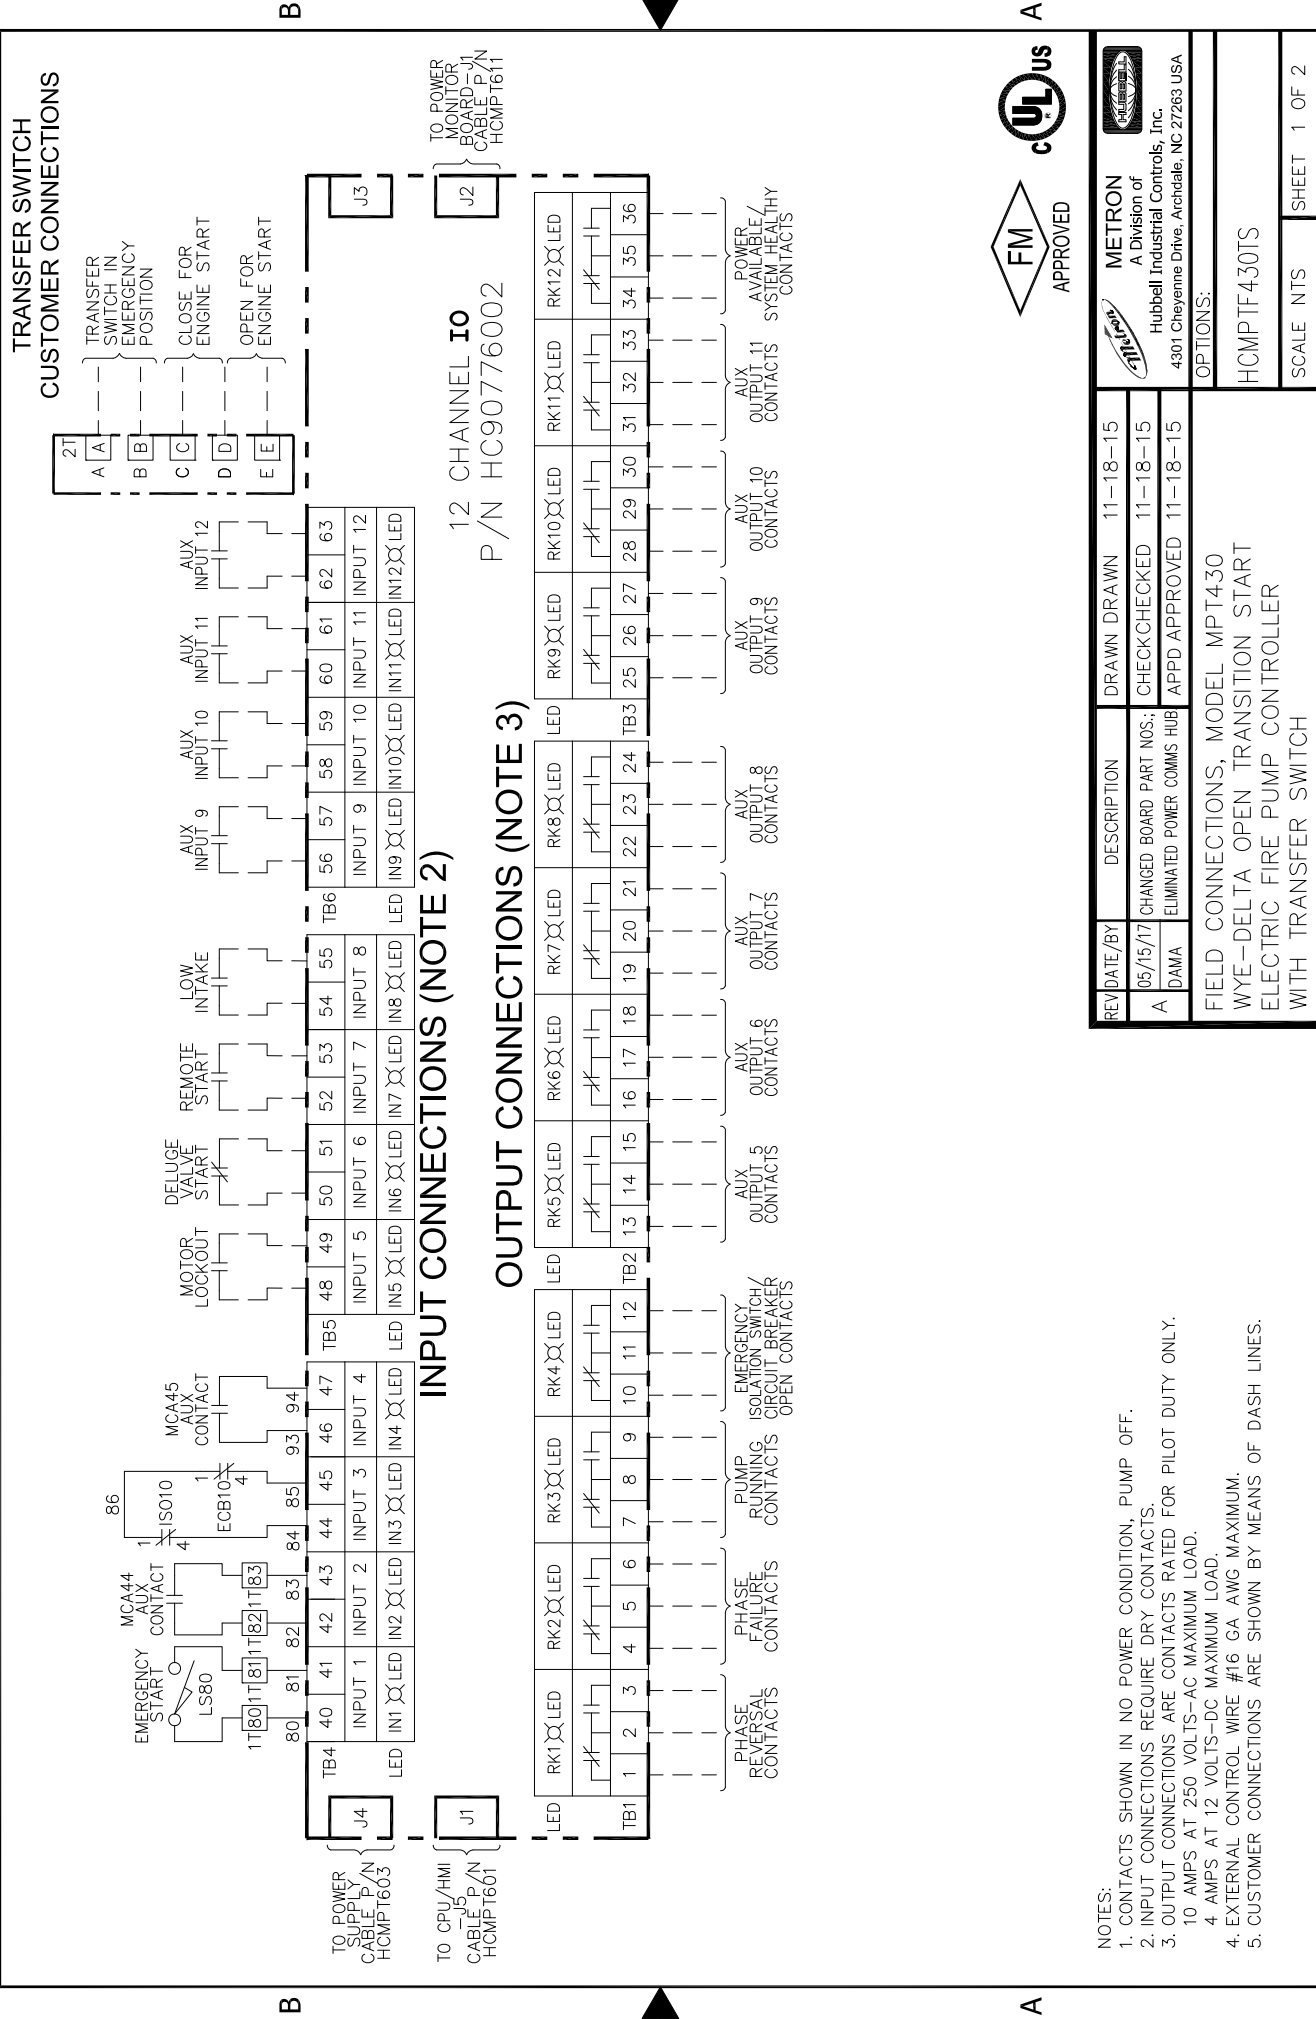 B
A
TRANSFER SWITCH
CUSTOMER CONNECTIONS
2T
A A
B B
C C
D D
E E
TRANSFER
SWITCH IN
EMERGENCY
POSITION
CLOSE FOR
ENGINE START
OPEN FOR
ENGINE START
EMERGENCY
START
LS80
1T 80 1T 81
80 81
MCA44
AUX
CONTACT
1T 82 1T 83
82 83
86
1 ISO10 4
ECB10 1 4
84 85
MCA45
AUX
CONTACT
93 94
MOTOR
LOCKOUT
DELUGE
VALVE
START
REMOTE
START
LOW
INTAKE
AUX
INPUT 9
AUX
INPUT 10
AUX
INPUT 11
AUX
INPUT 12
TB4 40 41 42 43 44 45 46 47
INPUT 1 INPUT 2 INPUT 3 INPUT 4
LED IN1 LED IN2 LED IN3 LED IN4 LED
TB5 48 49 50 51 52 53 54 55
INPUT 5 INPUT 6 INPUT 7 INPUT 8
LED IN5 LED IN6 LED IN7 LED IN8 LED
TB6 56 57 58 59 60 61 62 63
INPUT 9 INPUT 10 INPUT 11 INPUT 12
LED IN9 LED IN10 LED IN11 LED IN12 LED
J4
TO POWER
SUPPLY
CABLE P/N
HCMPT603
J1
TO CPU/HMI
-J5
CABLE P/N
HCMPT601
J3
J2
TO POWER
MONITOR
BOARD-J1
CABLE P/N
HCMPT611
INPUT CONNECTIONS (NOTE 2)
12 CHANNEL IO
P/N HC90776002
OUTPUT CONNECTIONS (NOTE 3)
LED RK1 LED RK2 LED RK3 LED RK4 LED
TB1 1 2 3 4 5 6 7 8 9 10 11 12
LED RK5 LED RK6 LED RK7 LED RK8 LED
TB2 13 14 15 16 17 18 19 20 21 22 23 24
LED RK9 LED RK10 LED RK11 LED RK12 LED
TB3 25 26 27 28 29 30 31 32 33 34 35 36
PHASE
REVERSAL
CONTACTS
PHASE
FAILURE
CONTACTS
PUMP
RUNNING
CONTACTS
EMERGENCY
ISOLATION SWITCH/
CIRCUIT BREAKER
OPEN CONTACTS
AUX
OUTPUT 5
CONTACTS
AUX
OUTPUT 6
CONTACTS
AUX
OUTPUT 7
CONTACTS
AUX
OUTPUT 8
CONTACTS
AUX
OUTPUT 9
CONTACTS
AUX
OUTPUT 10
CONTACTS
AUX
OUTPUT 11
CONTACTS
POWER
AVAILABLE/
SYSTEM HEALTHY
CONTACTS
NOTES:
1. CONTACTS SHOWN IN NO POWER CONDITION, PUMP OFF.
2. INPUT CONNECTIONS REQUIRE DRY CONTACTS.
3. OUTPUT CONNECTIONS ARE CONTACTS RATED FOR PILOT DUTY ONLY.
10 AMPS AT 250 VOLTS-AC MAXIMUM LOAD.
4 AMPS AT 12 VOLTS-DC MAXIMUM LOAD.
4. EXTERNAL CONTROL WIRE #16 GA AWG MAXIMUM.
5. CUSTOMER CONNECTIONS ARE SHOWN BY MEANS OF DASH LINES.
FM
APPROVED
C UL US
®
REV DATE/BY DESCRIPTION
A 05/15/17 CHANGED BOARD PART NOS.;
DAMA ELIMINATED POWER COMMS HUB
DRAWN DRAWN 11-18-15
CHECKCHECKED 11-18-15
APPD APPROVED 11-18-15
Metron
METRON
A Division of
Hubbell Industrial Controls, Inc.
4301 Cheyenne Drive, Archdale, NC 27263 USA
HUBBELL
OPTIONS:
FIELD CONNECTIONS, MODEL MPT430
WYE-DELTA OPEN TRANSITION START
ELECTRIC FIRE PUMP CONTROLLER
WITH TRANSFER SWITCH
HCMPTF430TS
SCALE NTS SHEET 1 OF 2
B
A